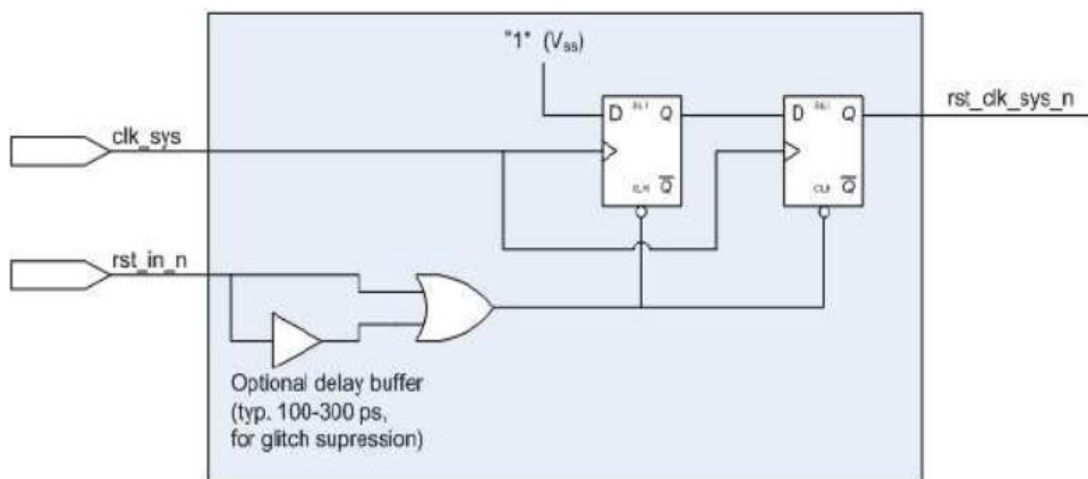 "1" (Vss)
D Q
Q
D Q
Q
rst_clk_sys_n
clk_sys
rst_in_n
Optional delay buffer
(typ. 100-300 ps,
for glitch supression)